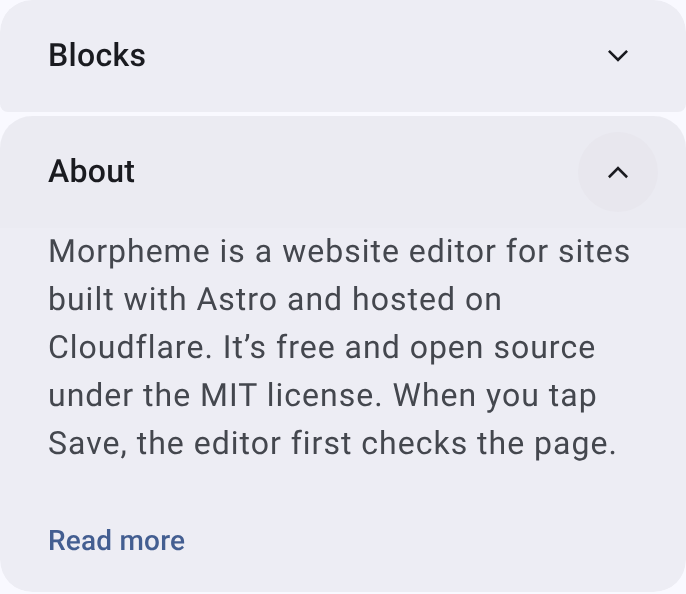 Blocks
About
Morpheme is a website editor for sites
built with Astro and hosted on
Cloudflare. It’s free and open source
under the MIT license. When you tap
Save, the editor first checks the page.
Read more